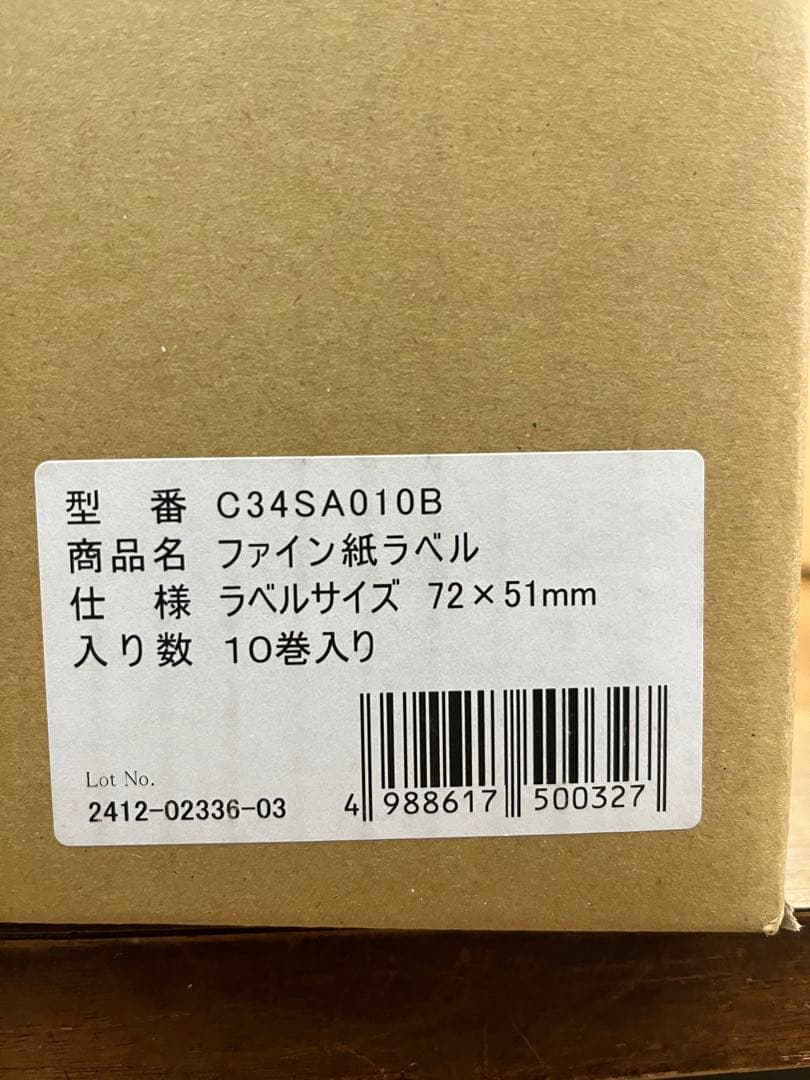 型　番 C34SA010B
商品名 ファイン紙ラベル
仕　様 ラベルサイズ 72×51mm
入り数 10巻入り
Lot No.
2412-02336-03
4 988617 500327